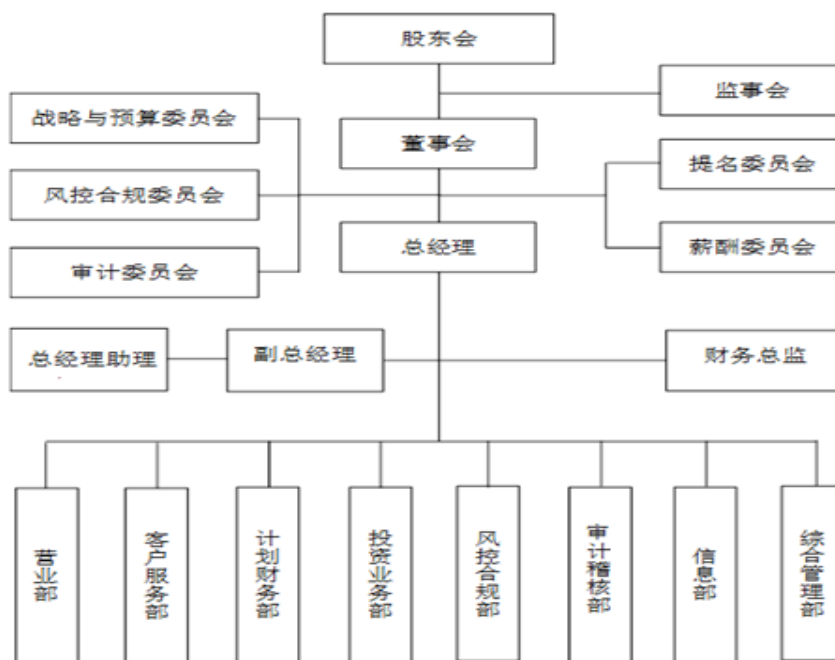 股东会
监事会
战略与预算委员会
董事会
提名委员会
风控合规委员会
总经理
薪酬委员会
审计委员会
总经理助理
副总经理
财务总监
营业部
客户服务部
计划财务部
投资业务部
风控合规部
审计稽核部
信息部
综合管理部